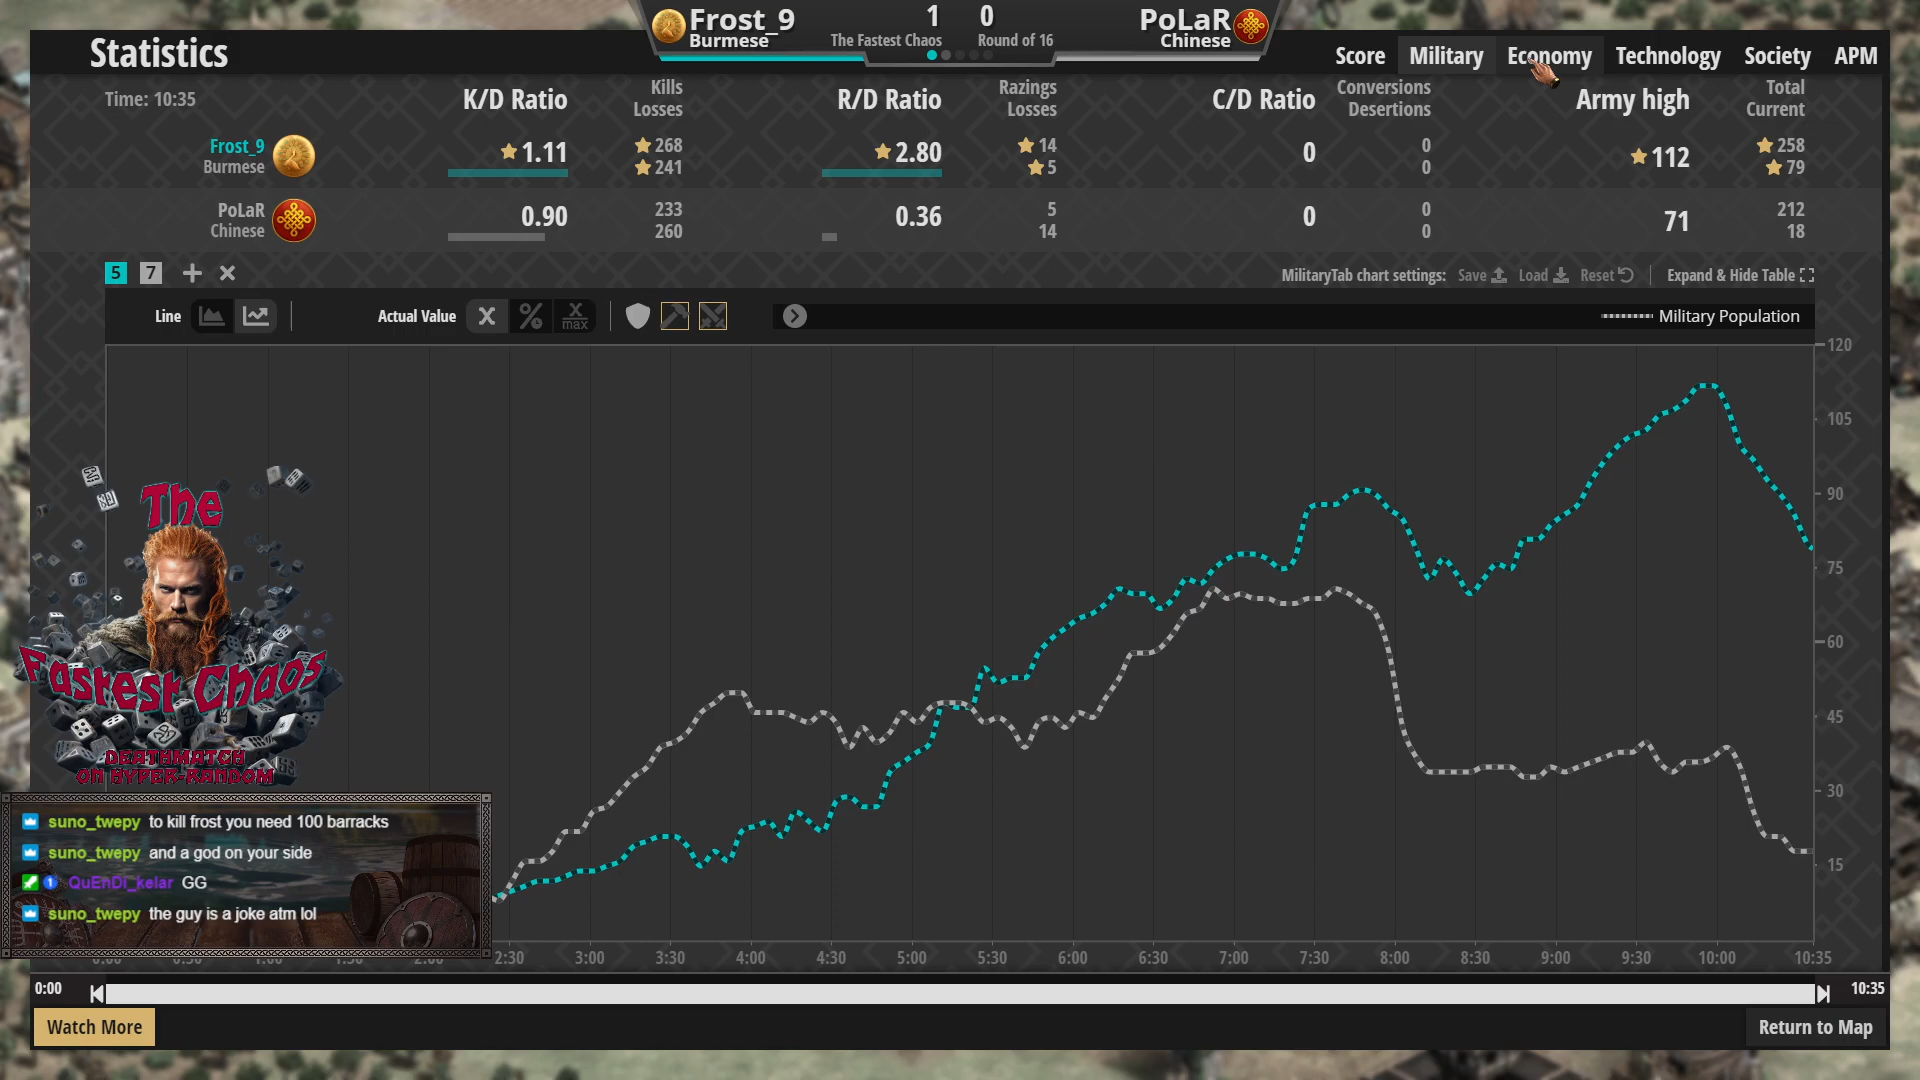 Frost_9
Burmese
1
0
The Fastest Chaos
Round of 16
PoLaR
Chinese
Statistics
Score
Military
Economy
Technology
Society
APM
Time: 10:35
K/D Ratio
Kills
Losses
R/D Ratio
Razings
Losses
C/D Ratio
Conversions
Desertions
Army high
Total
Current
Frost_9
Burmese
1.11
268
241
2.80
14
5
0
0
0
112
258
79
PoLaR
Chinese
0.90
233
260
0.36
5
14
0
0
0
71
212
18
5
7
MilitaryTab chart settings:
Save
Load
Reset
Expand & Hide Table
Line
Actual Value
X
%
X
max
Military Population
120
105
90
75
60
45
30
15
The
Fastest Chaos
DEATHMATCH
ON HYPER-RANDOM
suno_twepy to kill frost you need 100 barracks
suno_twepy and a god on your side
1 QuEnDi_kelar GG
suno_twepy the guy is a joke atm lol
2:30
3:00
3:30
4:00
4:30
5:00
5:30
6:00
6:30
7:00
7:30
8:00
8:30
9:00
9:30
10:00
10:35
0:00
10:35
Watch More
Return to Map